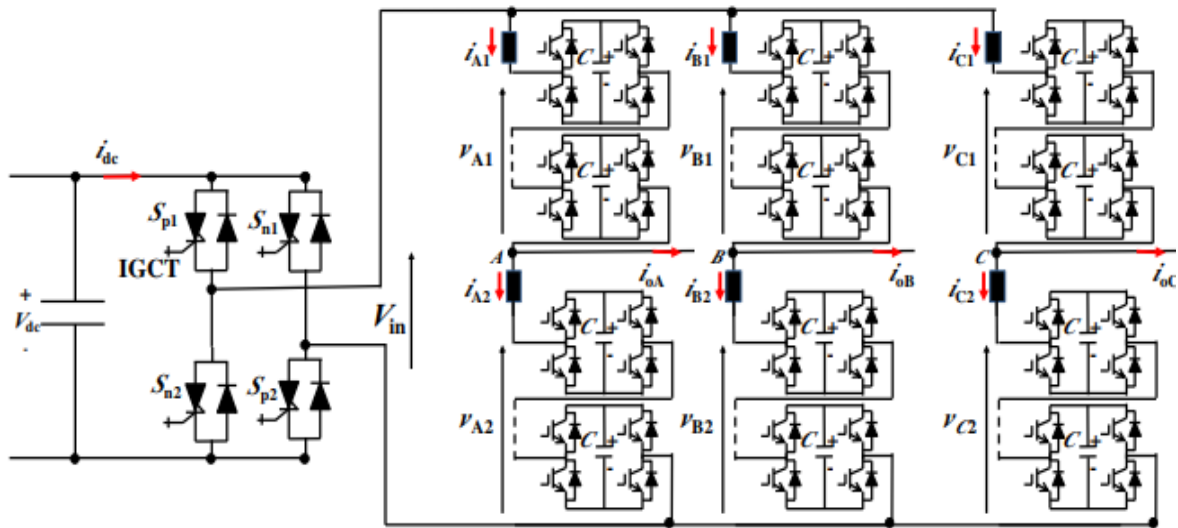 i_A1
i_B1
i_C1
C + -
C + -
C + -
i_dc
v_A1
v_B1
v_C1
C + -
C + -
C + -
S_p1
S_n1
IGCT
A
B
C
i_oA
i_oB
i_oC
+
V_dc
-
V_in
i_A2
i_B2
i_C2
C + -
C + -
C + -
S_n2
S_p2
v_A2
v_B2
v_C2
C + -
C + -
C + -